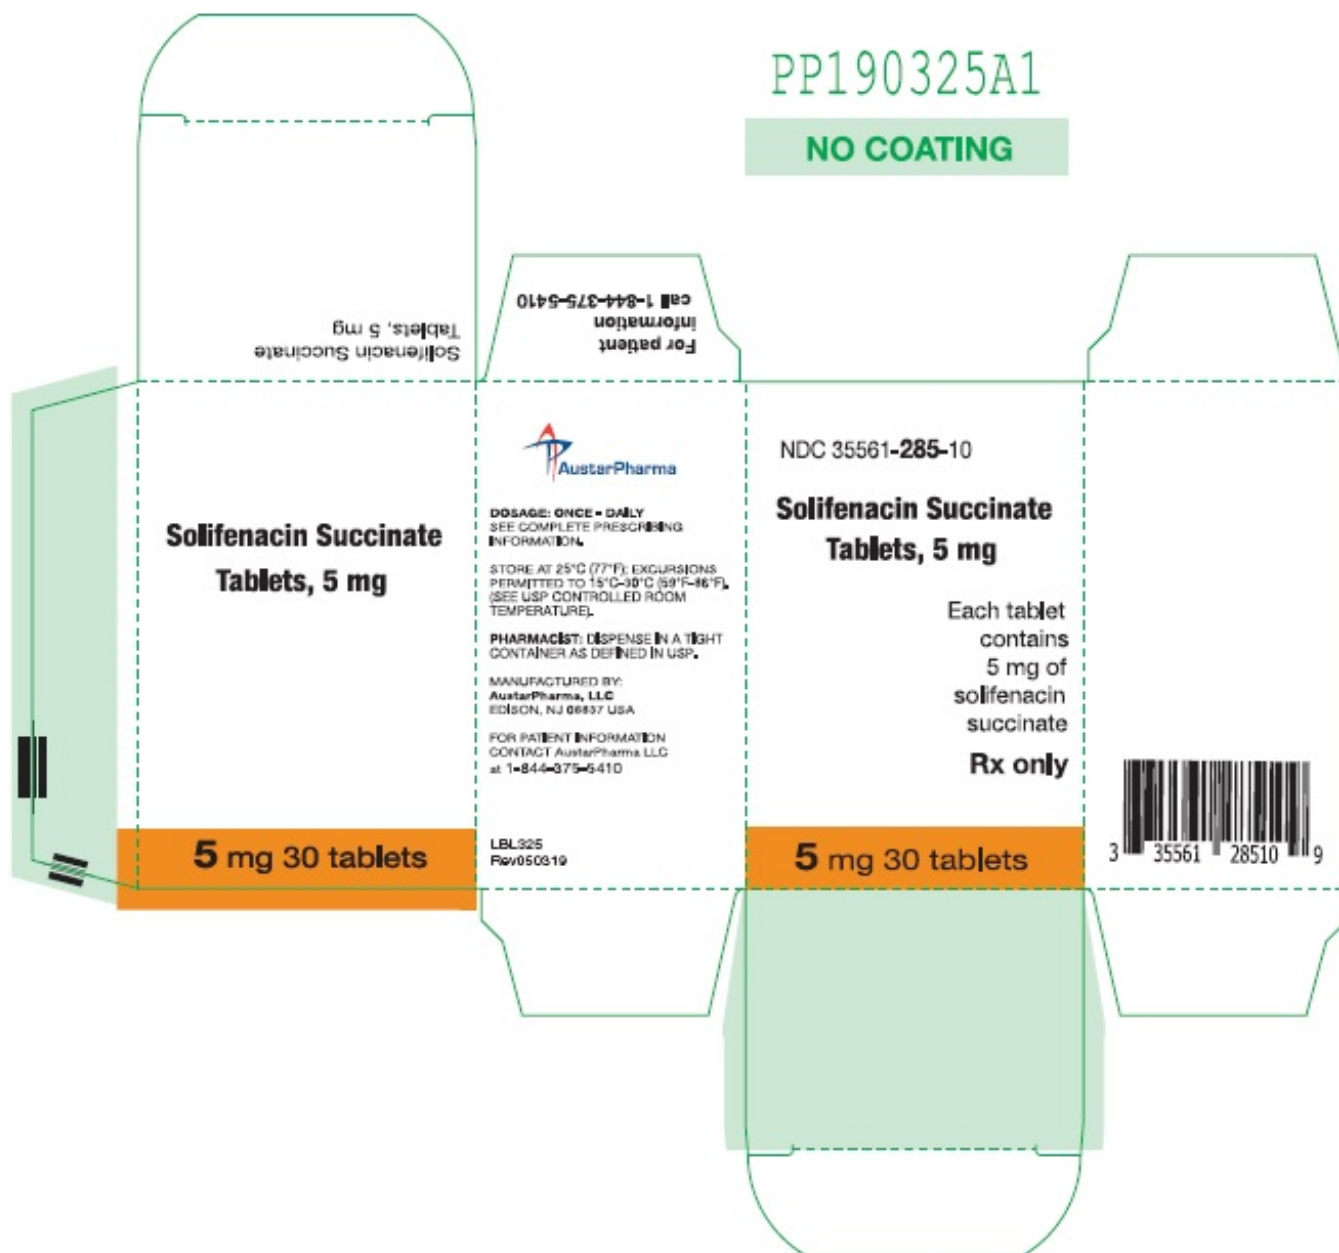 PP190325A1
NO COATING
Solifenacin Succinate
Tablets, 5 mg
For patient
information
call 1-844-375-5410
Solifenacin Succinate
Tablets, 5 mg
5 mg 30 tablets
AustarPharma
DOSAGE: ONCE - DAILY
SEE COMPLETE PRESCRIBING
INFORMATION.
STORE AT 25°C (77°F); EXCURSIONS
PERMITTED TO 15°C-30°C (59°F-86°F).
(SEE USP CONTROLLED ROOM
TEMPERATURE).
PHARMACIST: DISPENSE IN A TIGHT
CONTAINER AS DEFINED IN USP.
MANUFACTURED BY:
AustarPharma, LLC
EDISON, NJ 08837 USA
FOR PATIENT INFORMATION
CONTACT AustarPharma LLC
at 1-844-375-5410
LBL325
Rev050319
NDC 35561-285-10
Solifenacin Succinate
Tablets, 5 mg
Each tablet
contains
5 mg of
solifenacin
succinate
Rx only
5 mg 30 tablets
3 35561 28510 9